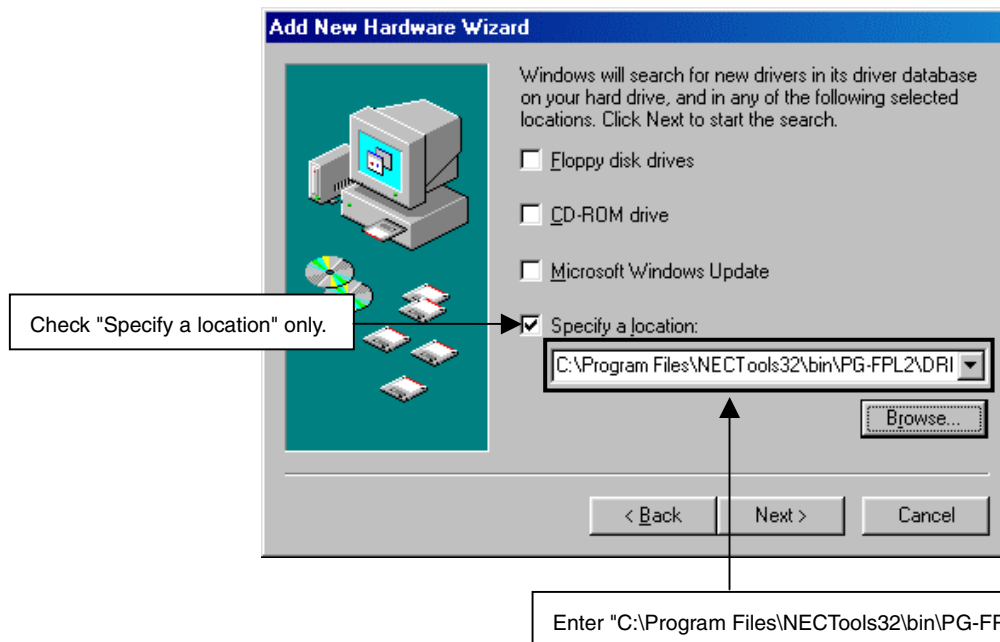 Add New Hardware Wizard
Windows will search for new drivers in its driver database
on your hard drive, and in any of the following selected
locations. Click Next to start the search.
Floppy disk drives
CD-ROM drive
Microsoft Windows Update
Check "Specify a location" only.
Specify a location:
C:\Program Files\NECTools32\bin\PG-FPL2\DRI
Browse...
< Back
Next >
Cancel
Enter "C:\Program Files\NECTools32\bin\PG-FP